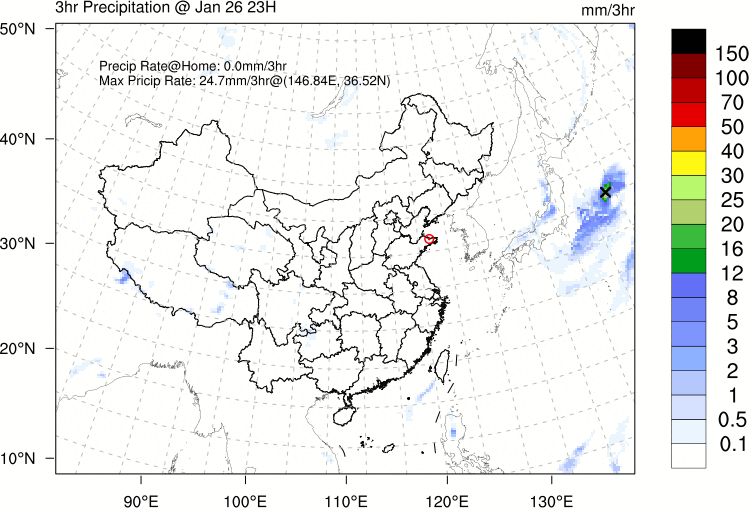 3hr Precipitation @ Jan 26 23H
mm/3hr
Precip Rate@Home: 0.0mm/3hr
Max Pricip Rate: 24.7mm/3hr@(146.84E, 36.52N)
50°N
40°N
30°N
20°N
10°N
90°E
100°E
110°E
120°E
130°E
150
100
70
50
40
30
25
20
16
12
8
5
3
2
1
0.5
0.1